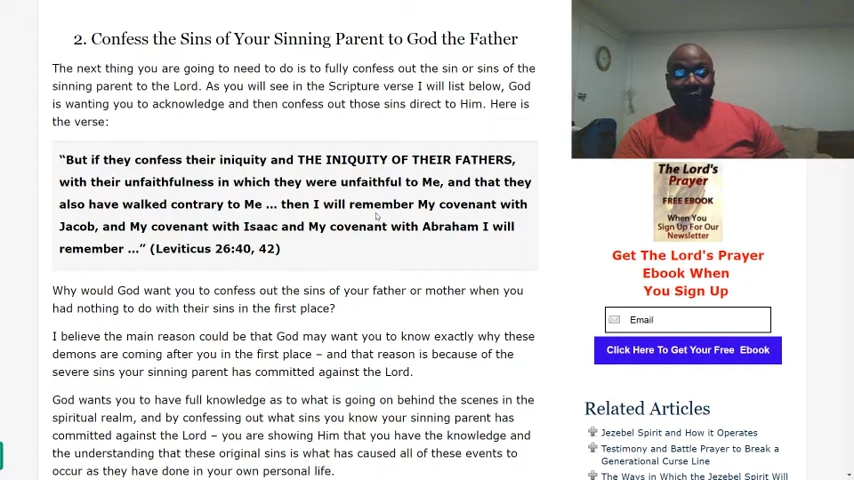 2. Confess the Sins of Your Sinning Parent to God the Father
The next thing you are going to need to do is to fully confess out the sin or sins of the
sinning parent to the Lord. As you will see in the Scripture verse I will list below, God
is wanting you to acknowledge and then confess out those sins direct to Him. Here is
the verse:
“But if they confess their iniquity and THE INIQUITY OF THEIR FATHERS,
with their unfaithfulness in which they were unfaithful to Me, and that they
also have walked contrary to Me ... then I will remember My covenant with
Jacob, and My covenant with Isaac and My covenant with Abraham I will
remember ...” (Leviticus 26:40, 42)
Why would God want you to confess out the sins of your father or mother when you
had nothing to do with their sins in the first place?
I believe the main reason could be that God may want you to know exactly why these
demons are coming after you in the first place – and that reason is because of the
severe sins your sinning parent has committed against the Lord.
God wants you to have full knowledge as to what is going on behind the scenes in the
spiritual realm, and by confessing out what sins you know your sinning parent has
committed against the Lord – you are showing Him that you have the knowledge and
the understanding that these original sins is what has caused all of these events to
occur as they have done in your own personal life.
The Lord's
Prayer
FREE EBOOK
When You
Sign Up For Our
Newsletter
Get The Lord's Prayer
Ebook When
You Sign Up
Email
Click Here To Get Your Free Ebook
Related Articles
Jezebel Spirit and How it Operates
Testimony and Battle Prayer to Break a
Generational Curse Line
The Ways in Which the Jezebel Spirit Will